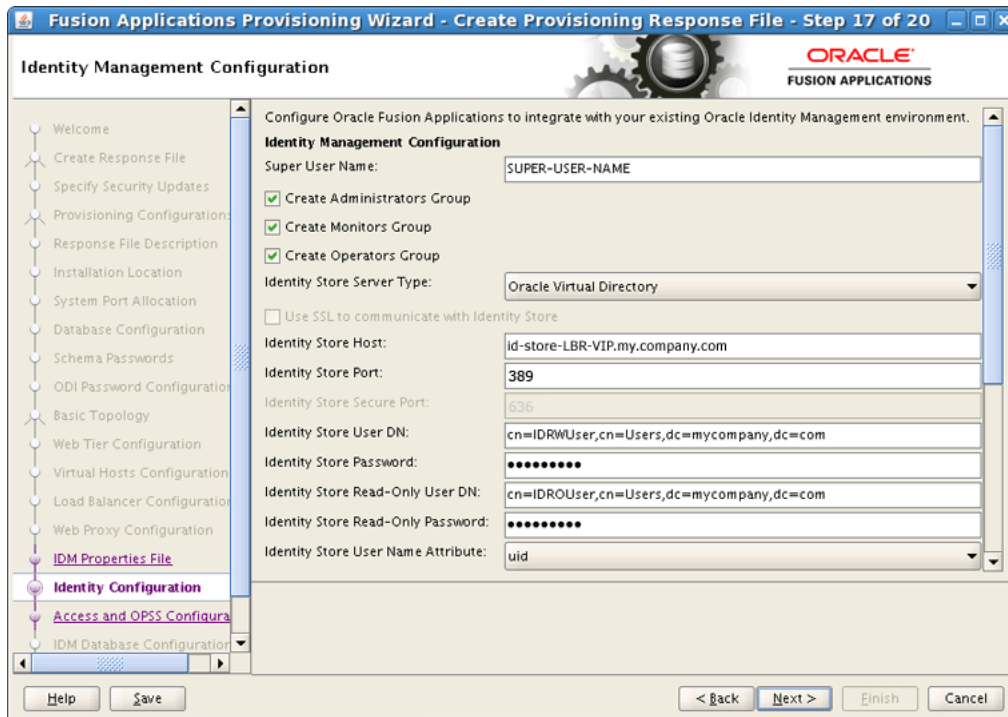 Fusion Applications Provisioning Wizard - Create Provisioning Response File - Step 17 of 20
Identity Management Configuration
ORACLE
FUSION APPLICATIONS
Welcome
Create Response File
Specify Security Updates
Provisioning Configurations
Response File Description
Installation Location
System Port Allocation
Database Configuration
Schema Passwords
ODI Password Configuration
Basic Topology
Web Tier Configuration
Virtual Hosts Configuration
Load Balancer Configuration
Web Proxy Configuration
IDM Properties File
Identity Configuration
Access and OPSS Configura
IDM Database Configuration
Configure Oracle Fusion Applications to integrate with your existing Oracle Identity Management environment.
Identity Management Configuration
Super User Name: SUPER-USER-NAME
Create Administrators Group
Create Monitors Group
Create Operators Group
Identity Store Server Type: Oracle Virtual Directory
Use SSL to communicate with Identity Store
Identity Store Host: id-store-LBR-VIP.my.company.com
Identity Store Port: 389
Identity Store Secure Port: 636
Identity Store User DN: cn=IDRWUser,cn=Users,dc=mycompany,dc=com
Identity Store Password: •••••••••
Identity Store Read-Only User DN: cn=IDROUser,cn=Users,dc=mycompany,dc=com
Identity Store Read-Only Password: •••••••••
Identity Store User Name Attribute: uid
Help Save < Back Next > Finish Cancel